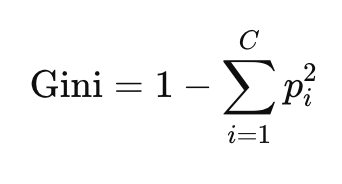 Gini = 1 − ∑_{i=1}^{C} p_i^2